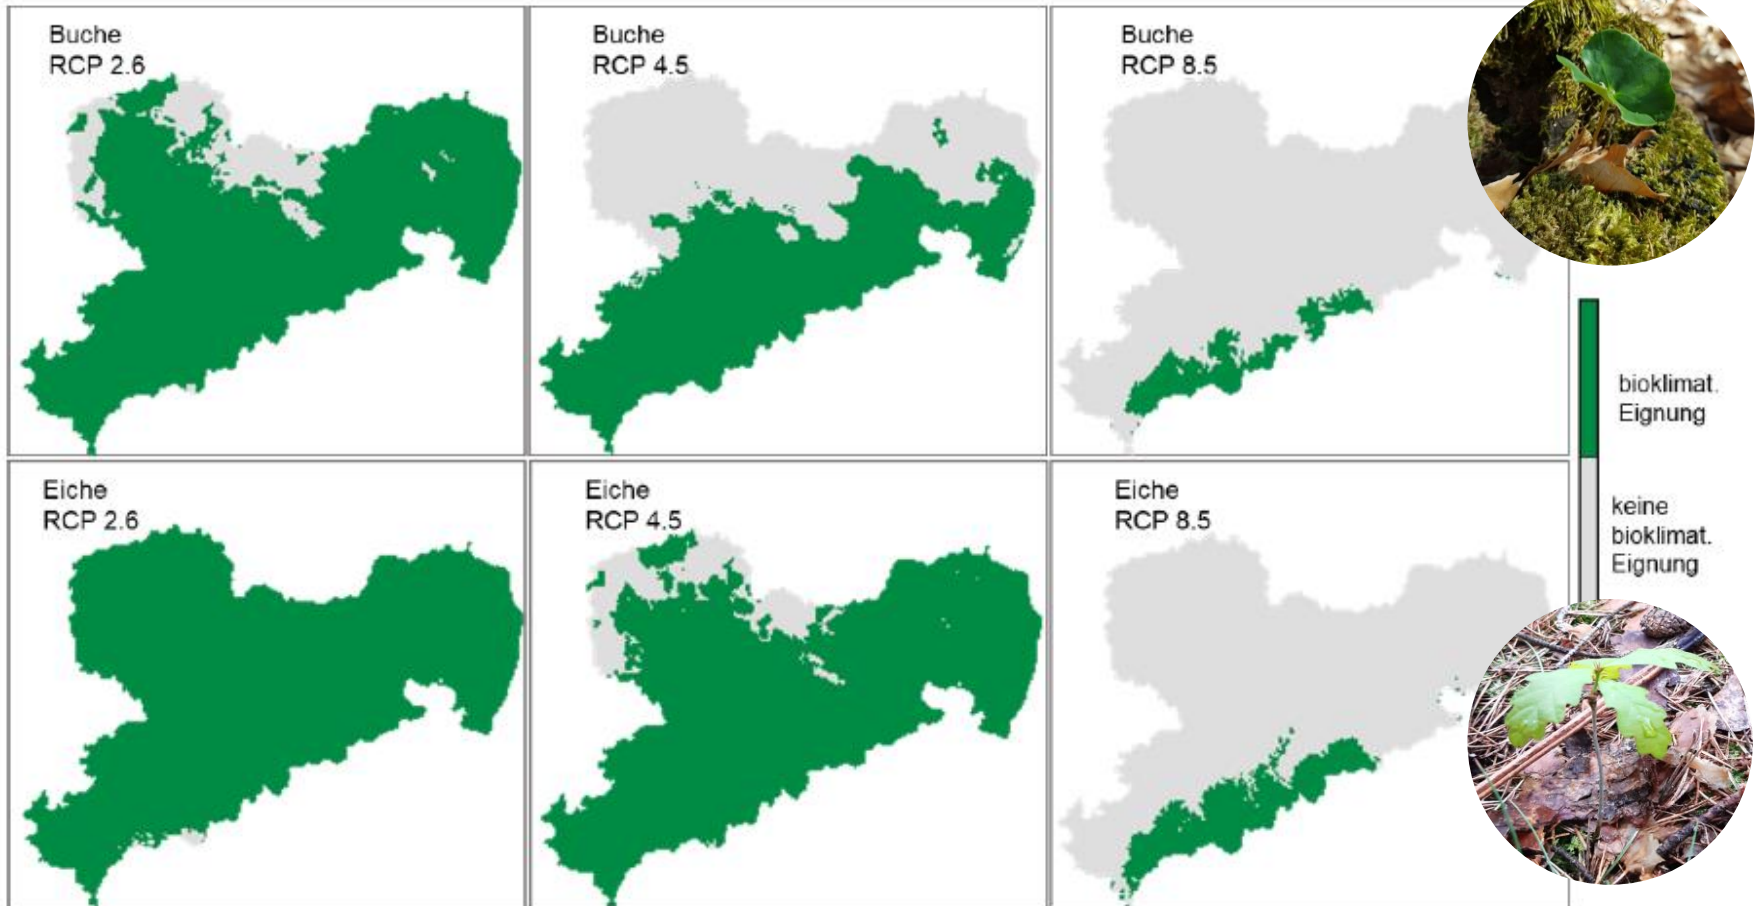 Buche
RCP 2.6
Buche
RCP 4.5
Buche
RCP 8.5
bioklimat.
Eignung
keine
bioklimat.
Eignung
Eiche
RCP 2.6
Eiche
RCP 4.5
Eiche
RCP 8.5